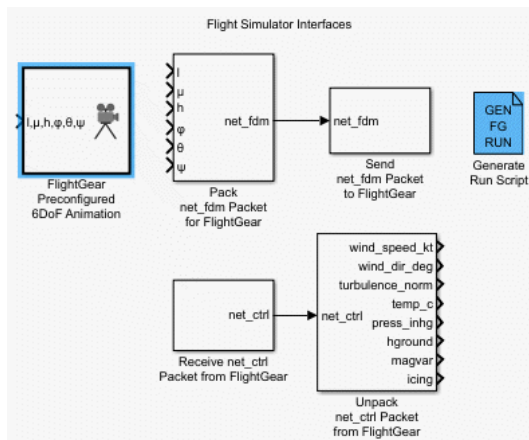 Flight Simulator Interfaces
l,μ,h,φ,θ,ψ
FlightGear
Preconfigured
6DoF Animation
l
μ
h
φ
θ
ψ
net_fdm
Pack
net_fdm Packet
for FlightGear
net_fdm
Send
net_fdm Packet
to FlightGear
GEN
FG
RUN
Generate
Run Script
net_ctrl
Receive net_ctrl
Packet from FlightGear
net_ctrl
wind_speed_kt
wind_dir_deg
turbulence_norm
temp_c
press_inhg
hground
magvar
icing
Unpack
net_ctrl Packet
from FlightGear